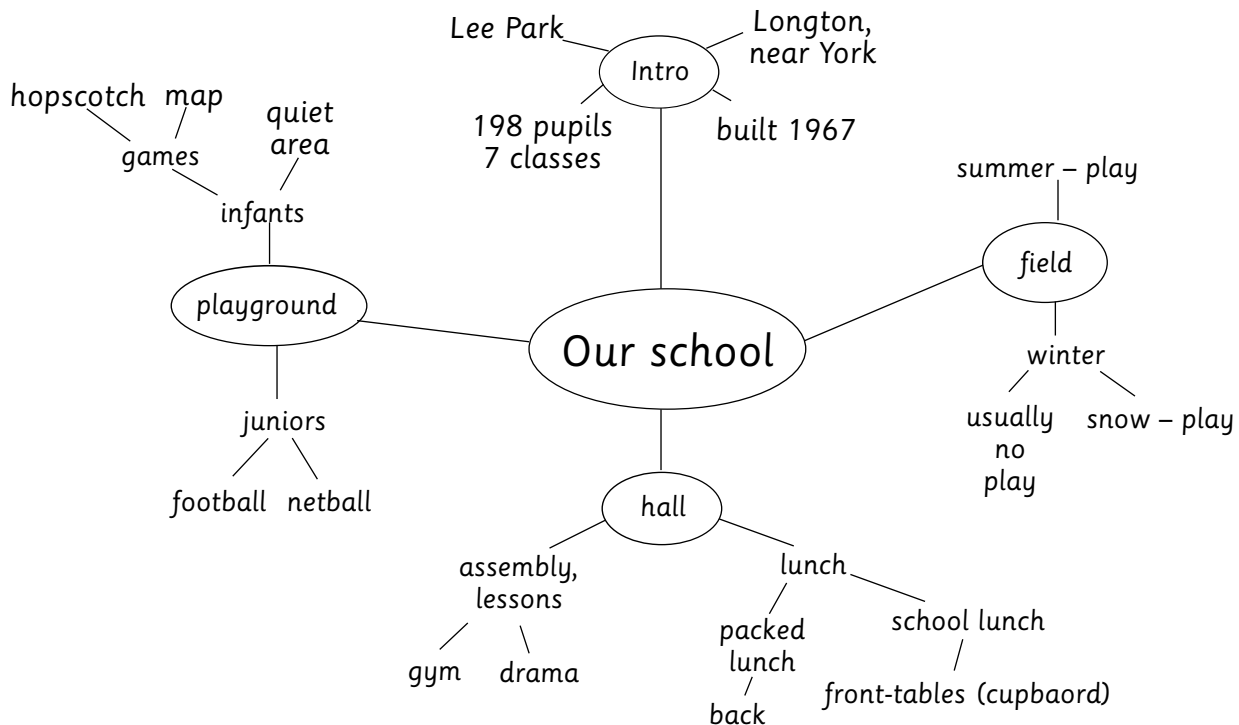 Lee Park
Longton,
near York
Intro
198 pupils
7 classes
built 1967
hopscotch
map
quiet
area
games
infants
playground
juniors
football
netball
Our school
summer – play
field
winter
usually
no
play
snow – play
hall
assembly,
lessons
gym
drama
lunch
packed
lunch
back
school lunch
front-tables (cupbaord)